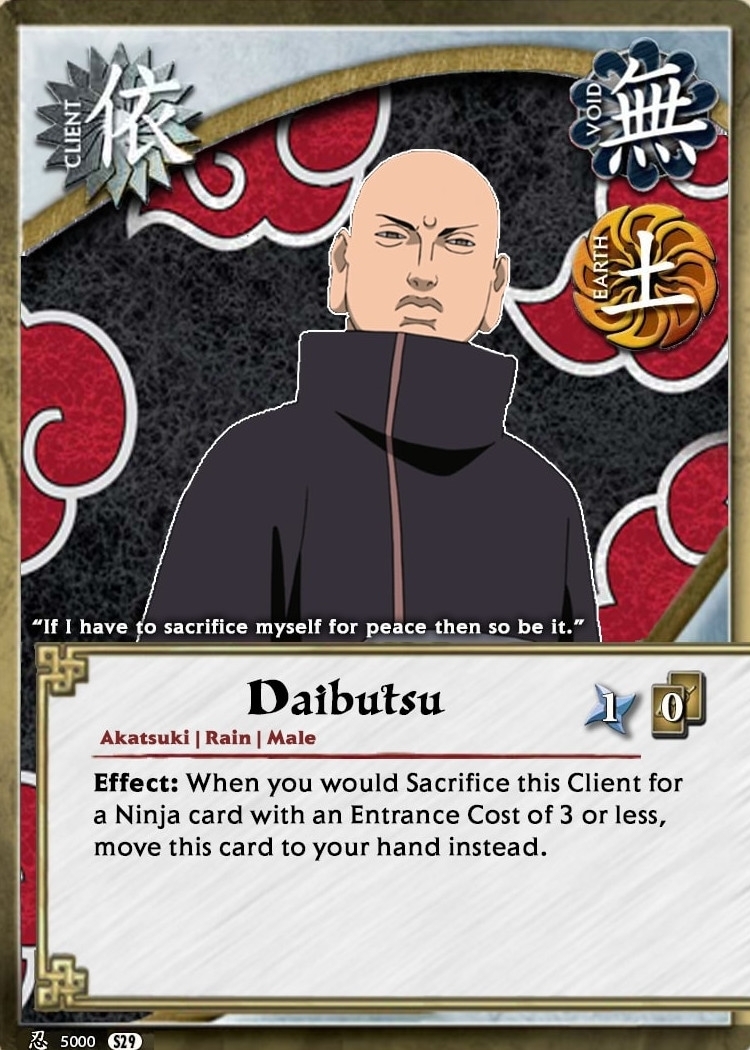 CLIENT 依
VOID 無
EARTH 土
“If I have to sacrifice myself for peace then so be it.”
Daibutsu
1 0
Akatsuki | Rain | Male
Effect: When you would Sacrifice this Client for
a Ninja card with an Entrance Cost of 3 or less,
move this card to your hand instead.
忍 5000 S29